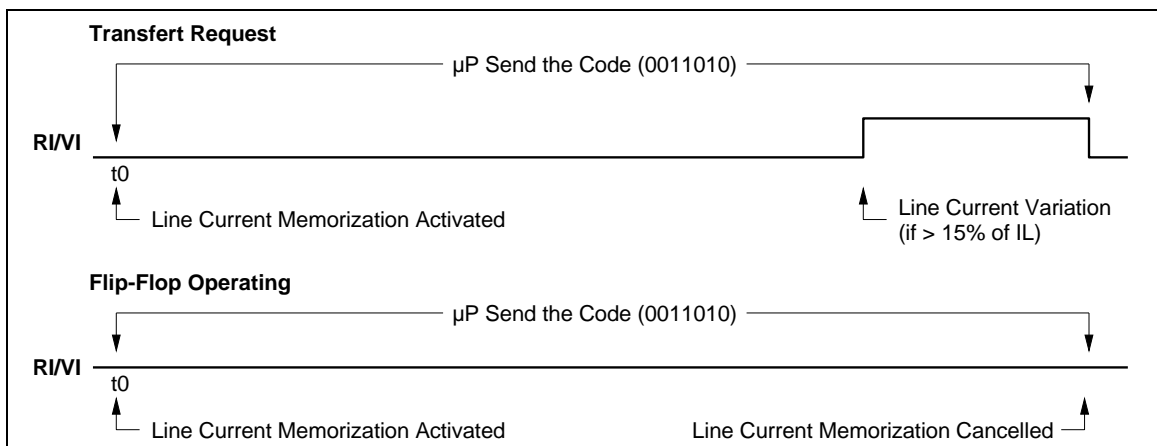 Transfert Request
µP Send the Code (0011010)
RI/VI
t0
Line Current Memorization Activated
Line Current Variation
(if > 15% of IL)
Flip-Flop Operating
µP Send the Code (0011010)
RI/VI
t0
Line Current Memorization Activated
Line Current Memorization Cancelled